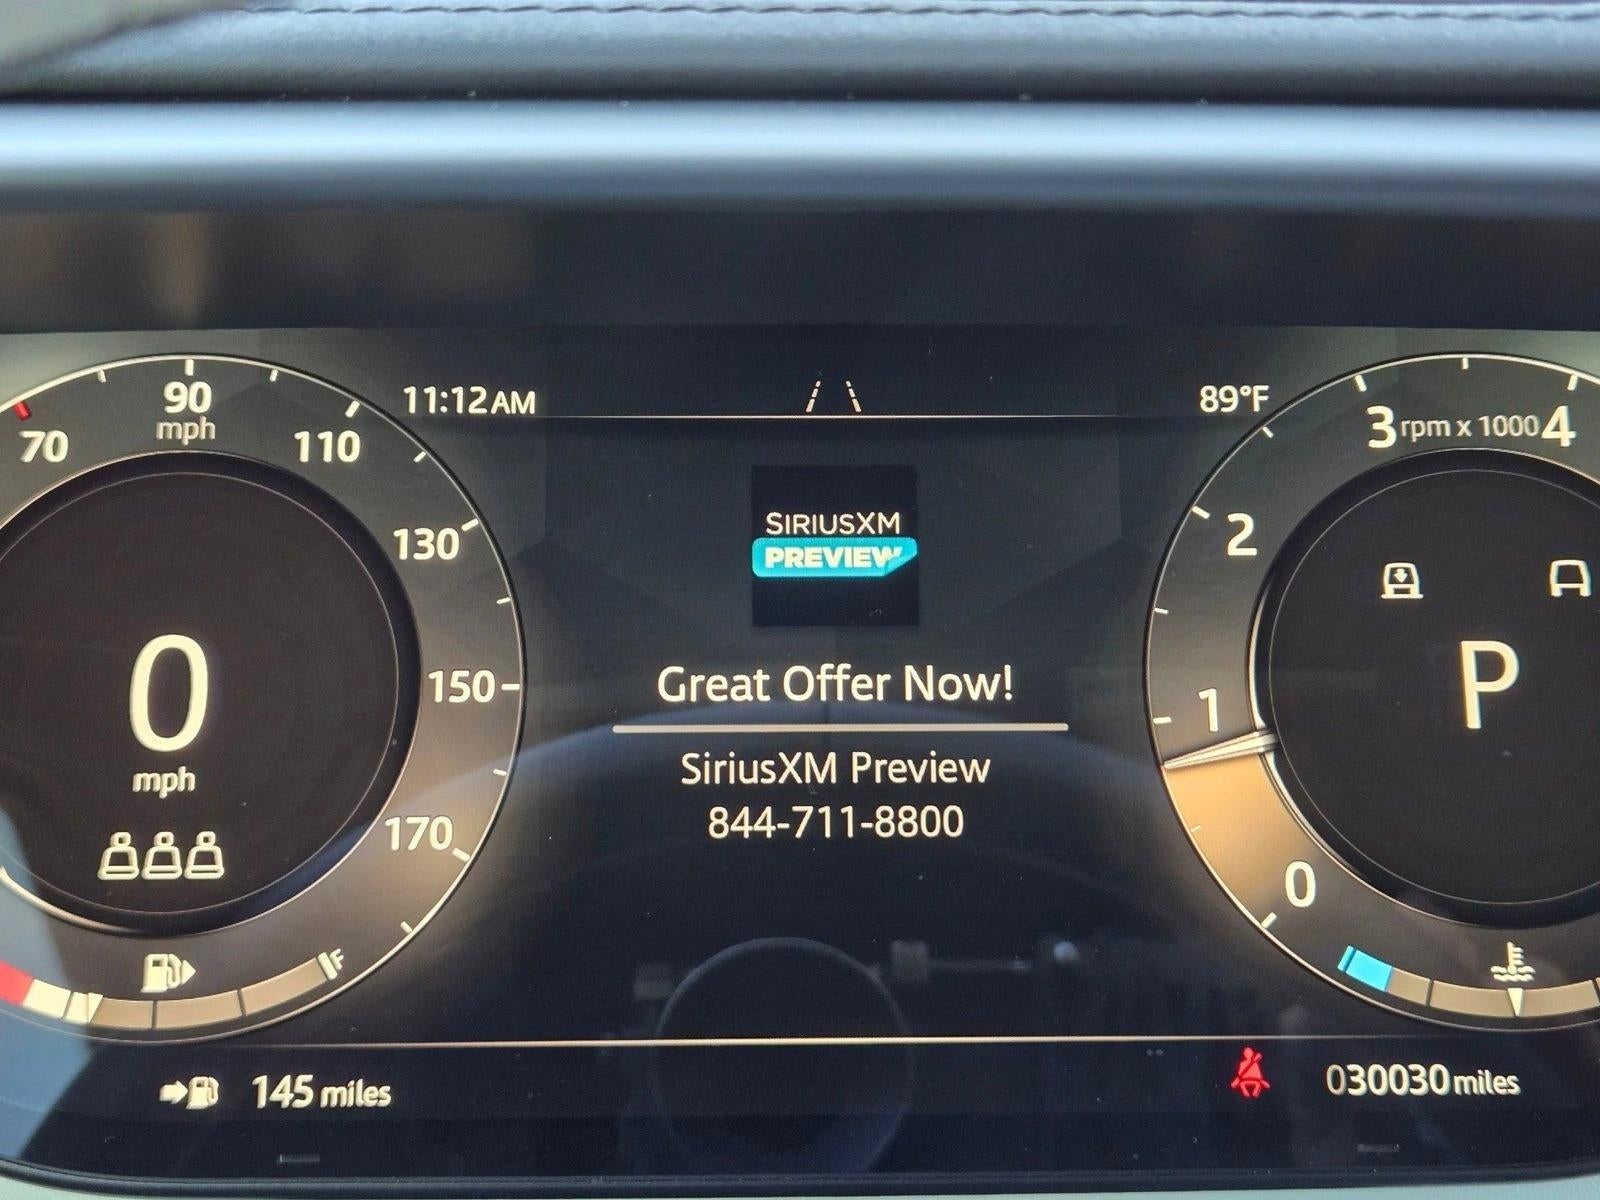 11:12AM
89°F
70
90
mph
110
130
150
170
0
mph
F
SIRIUSXM
PREVIEW
Great Offer Now!
SiriusXM Preview
844-711-8800
3 rpm x 1000 4
2
1
0
P
145 miles
030030 miles